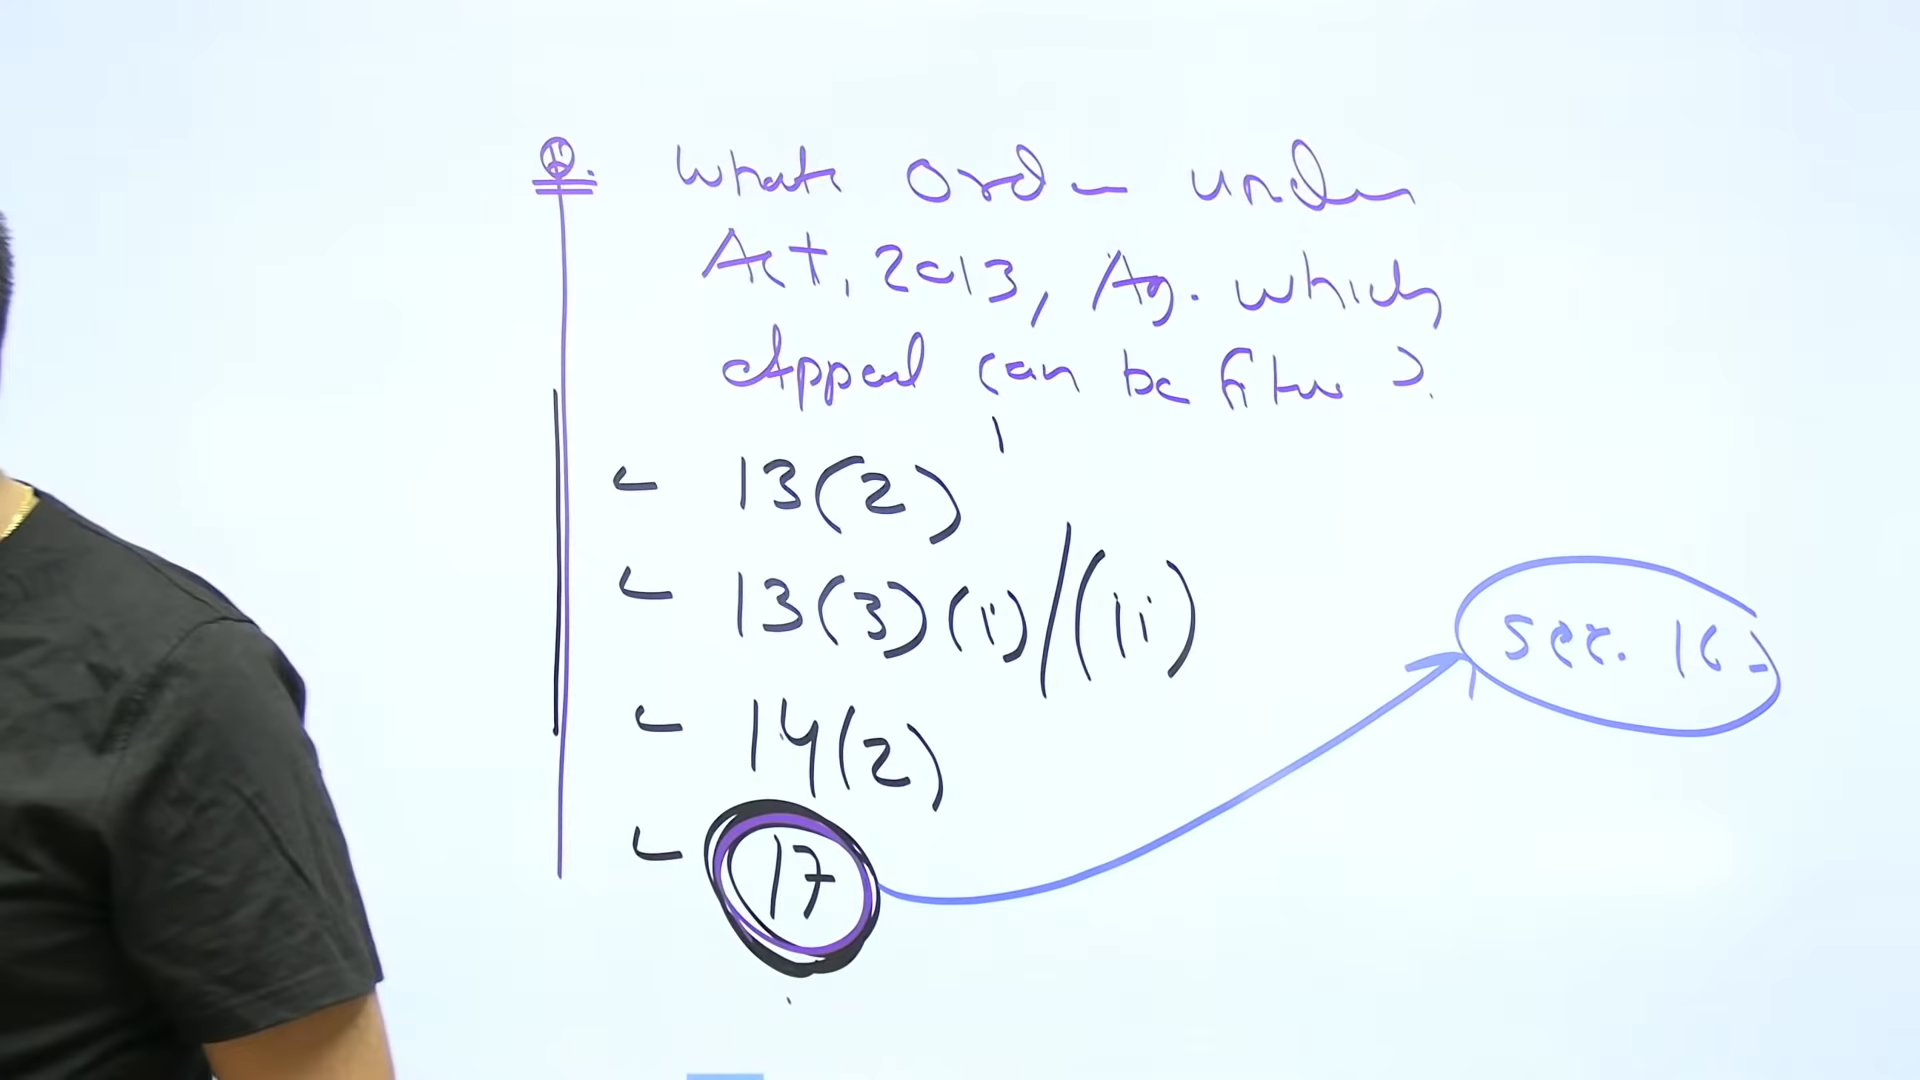 Q. What Order under
Act, 2013, Ag. which
Appeal can be filed ?
13(2)
13(3)(i)/(ii)
14(2)
17
sec. 16